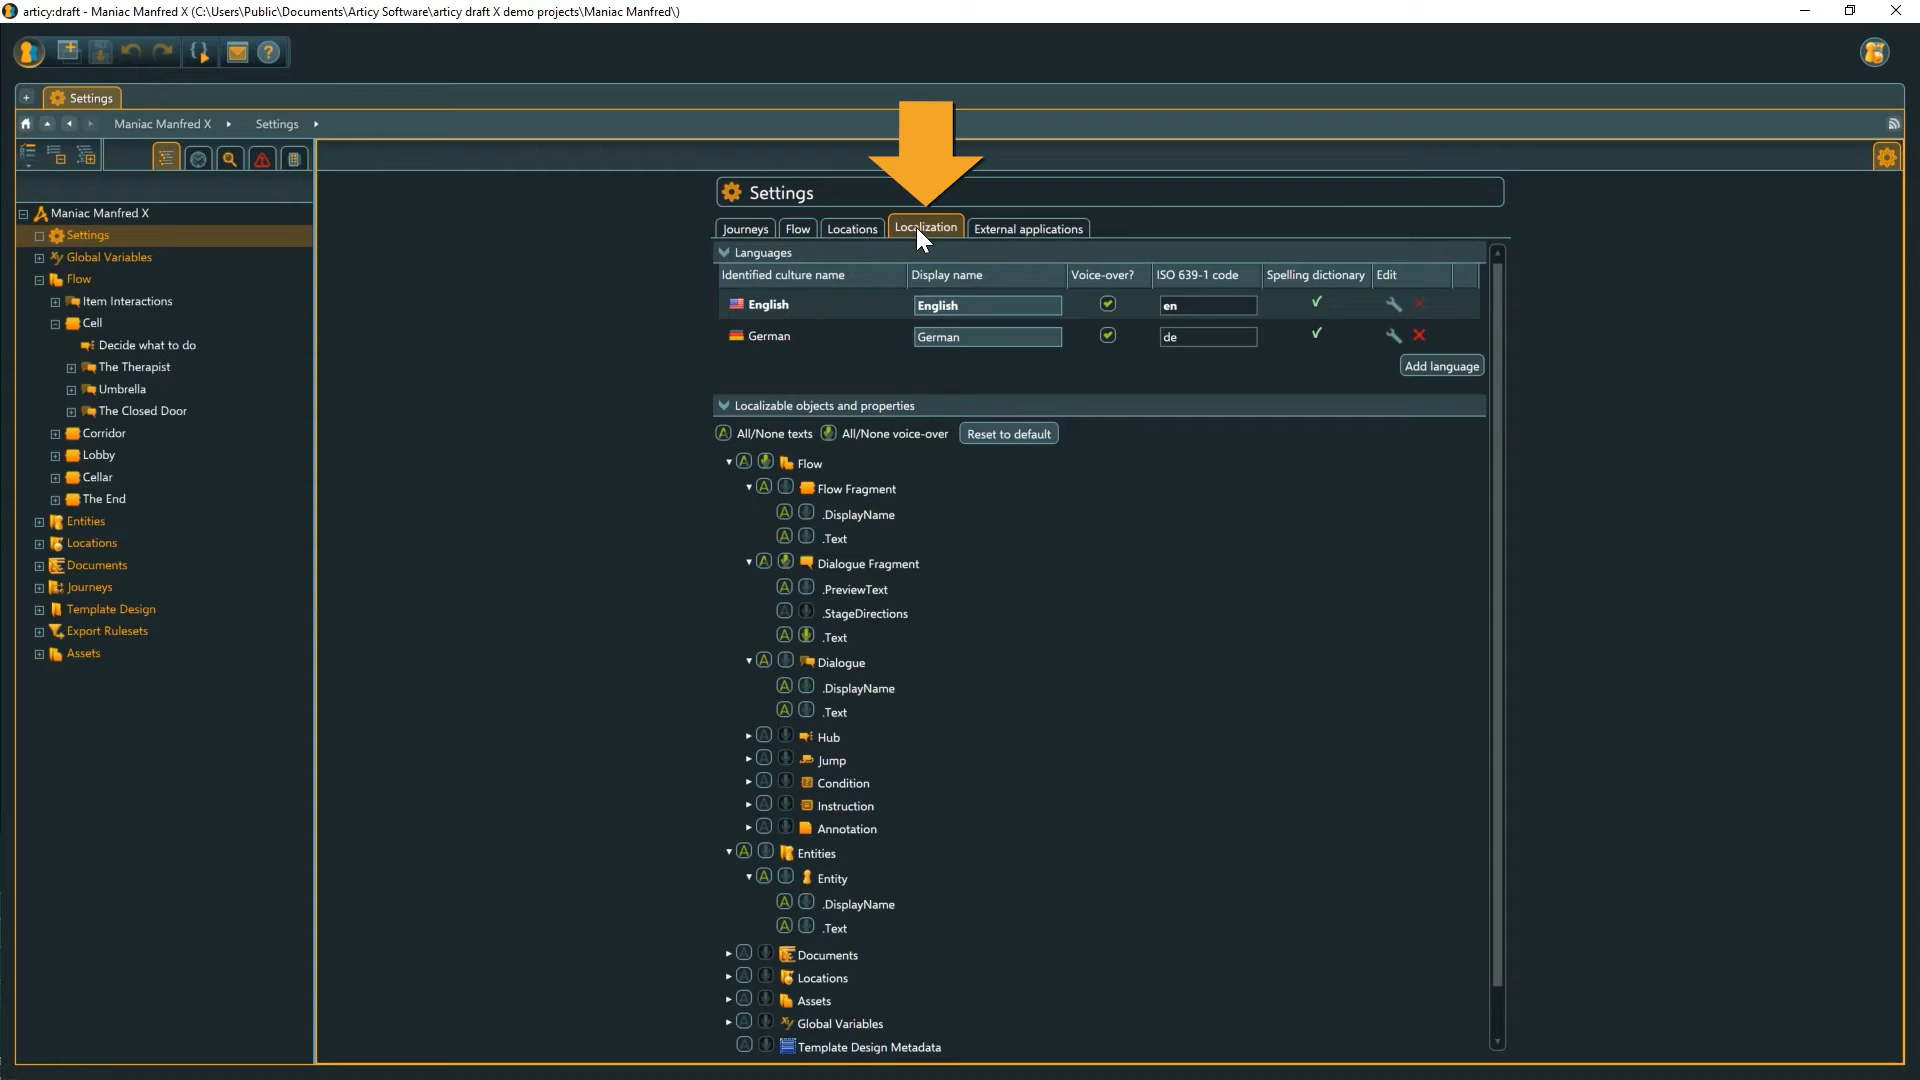 articy:draft - Maniac Manfred X (C:\Users\Public\Documents\Articy Software\articy draft X demo projects\Maniac Manfred\)
Settings
Maniac Manfred X
Settings
Maniac Manfred X
Settings
Global Variables
Flow
Item Interactions
Cell
Decide what to do
The Therapist
Umbrella
The Closed Door
Corridor
Lobby
Cellar
The End
Entities
Locations
Documents
Journeys
Template Design
Export Rulesets
Assets
Settings
Journeys Flow Locations Localization External applications
Languages
Identified culture name Display name Voice-over? ISO 639-1 code Spelling dictionary Edit
English English en
German German de
Add language
Localizable objects and properties
All/None texts All/None voice-over Reset to default
Flow
Flow Fragment
.DisplayName
.Text
Dialogue Fragment
.PreviewText
.StageDirections
.Text
Dialogue
.DisplayName
.Text
Hub
Jump
Condition
Instruction
Annotation
Entities
Entity
.DisplayName
.Text
Documents
Locations
Assets
Global Variables
Template Design Metadata